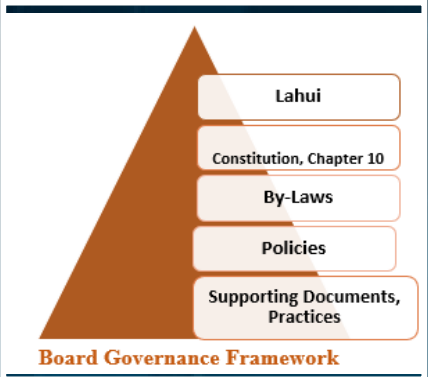 Lahui
Constitution, Chapter 10
By-Laws
Policies
Supporting Documents,
Practices
Board Governance Framework